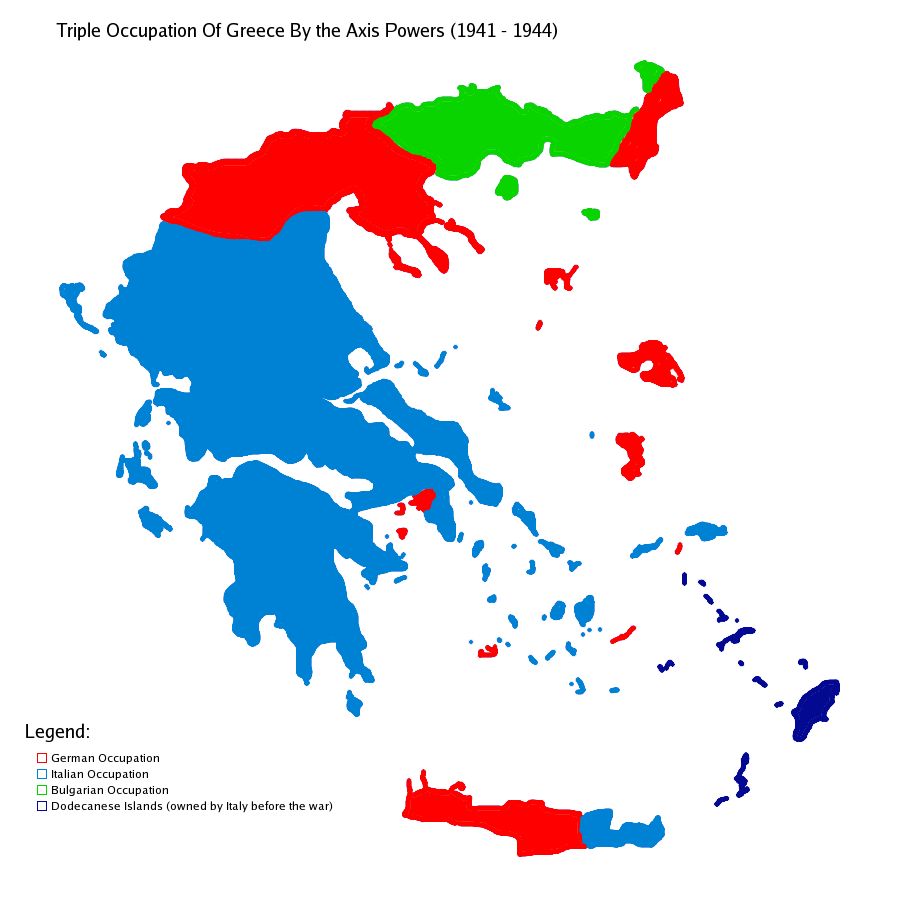 Triple Occupation Of Greece By the Axis Powers (1941 - 1944)
Legend:
German Occupation
Italian Occupation
Bulgarian Occupation
Dodecanese Islands (owned by Italy before the war)